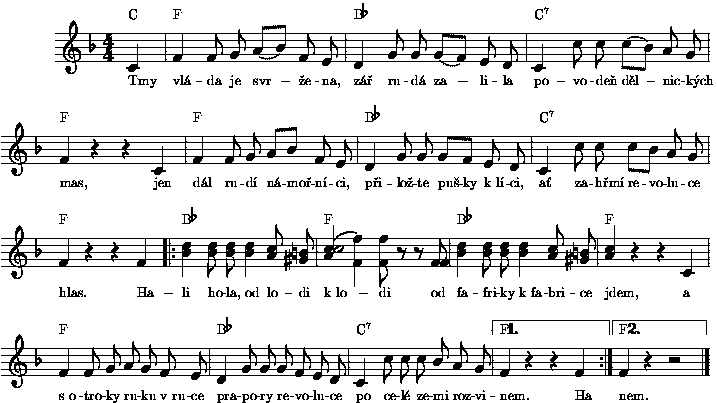 C F B♭ C7
Tmy vlá – da je svr – že – na, zář ru – dá za – li – la po – vo – deň děl – nic – kých
F F B♭ C7
mas, jen dál ru – dí ná – moř – ní – ci, při – lož – te puš – ky k lí – ci, ať za – hřmí re – vo – lu – ce
F B♭ F B♭ F
hlas. Ha – li ho – la, od lo – di k lo – di od fa – fri – ky k fa – bri – ce jdem, a
F B♭ C7 F 1. F 2.
s o – tro – ky ru – ku v ru – ce pra – po – ry re – vo – lu – ce po ce – lé ze – mi roz – vi – nem. Ha nem.